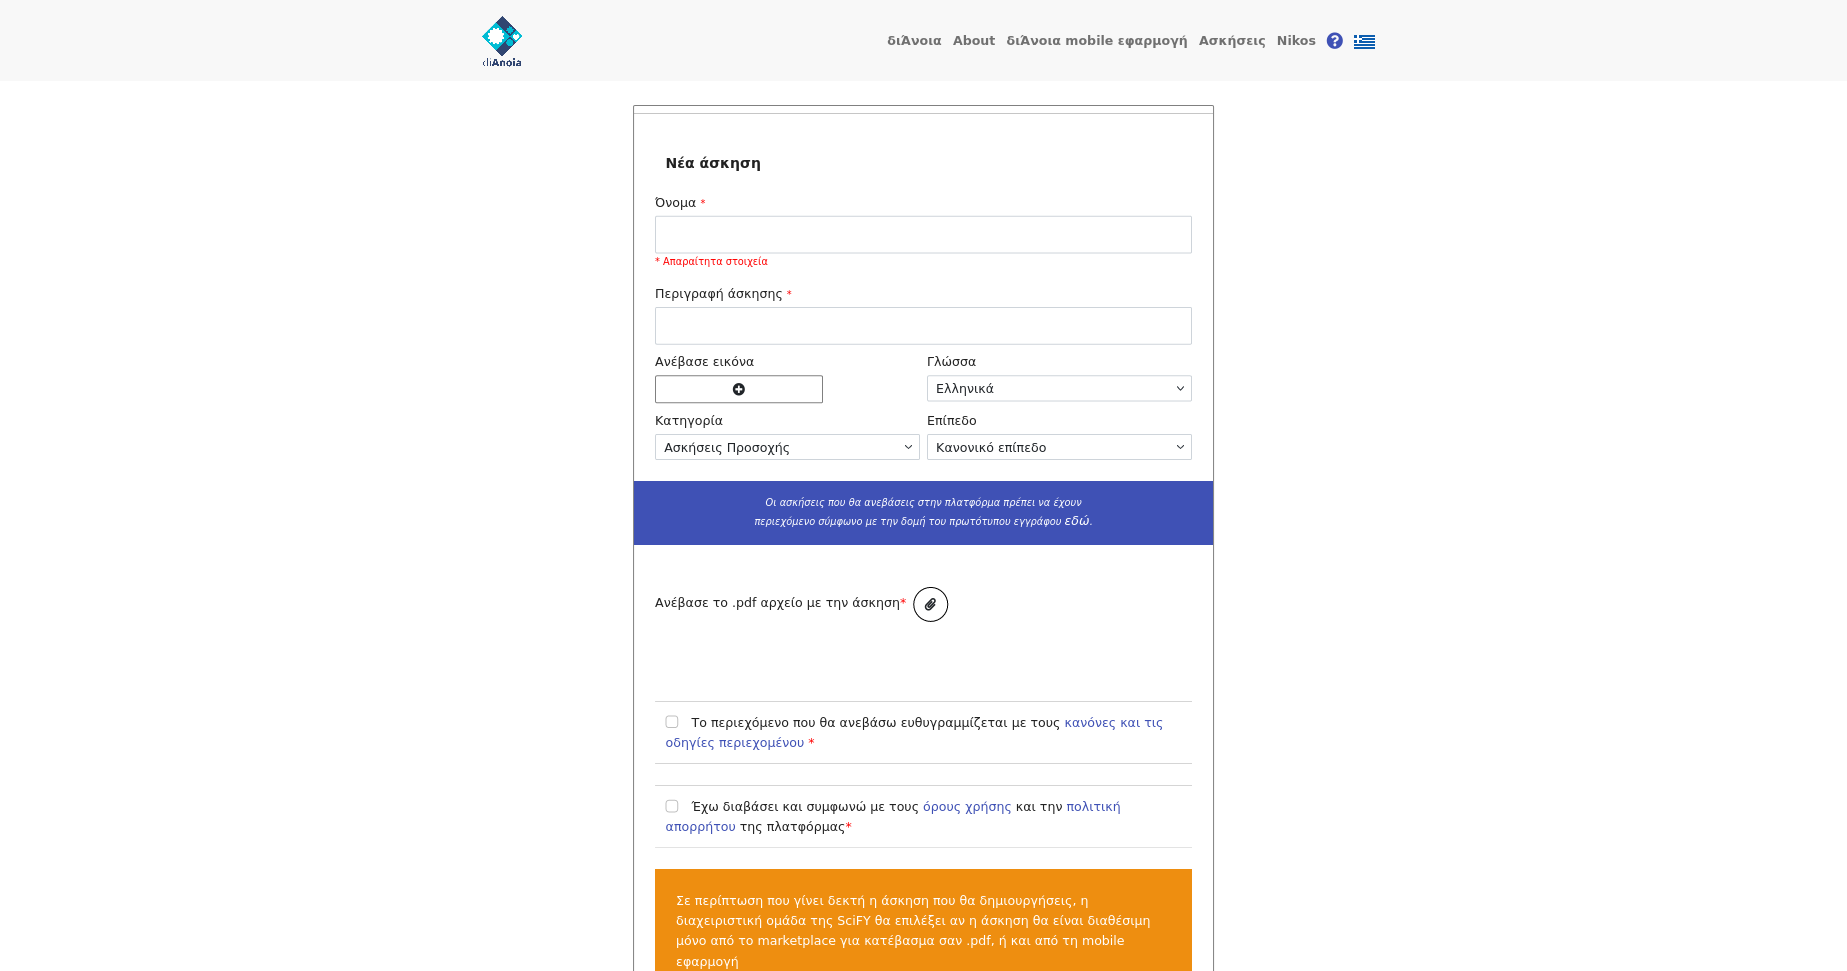 diAnoia
διΆνοια About διΆνοια mobile εφαρμογή Ασκήσεις Nikos
Νέα άσκηση
Όνομα *
* Απαραίτητα στοιχεία
Περιγραφή άσκησης *
Ανέβασε εικόνα
Γλώσσα
Ελληνικά
Κατηγορία
Επίπεδο
Ασκήσεις Προσοχής
Κανονικό επίπεδο
Οι ασκήσεις που θα ανεβάσεις στην πλατφόρμα πρέπει να έχουν
περιεχόμενο σύμφωνο με την δομή του πρωτότυπου εγγράφου εδώ.
Ανέβασε το .pdf αρχείο με την άσκηση*
Το περιεχόμενο που θα ανεβάσω ευθυγραμμίζεται με τους κανόνες και τις
οδηγίες περιεχομένου *
Έχω διαβάσει και συμφωνώ με τους όρους χρήσης και την πολιτική
απορρήτου της πλατφόρμας*
Σε περίπτωση που γίνει δεκτή η άσκηση που θα δημιουργήσεις, η
διαχειριστική ομάδα της SciFY θα επιλέξει αν η άσκηση θα είναι διαθέσιμη
μόνο από το marketplace για κατέβασμα σαν .pdf, ή και από τη mobile
εφαρμογή